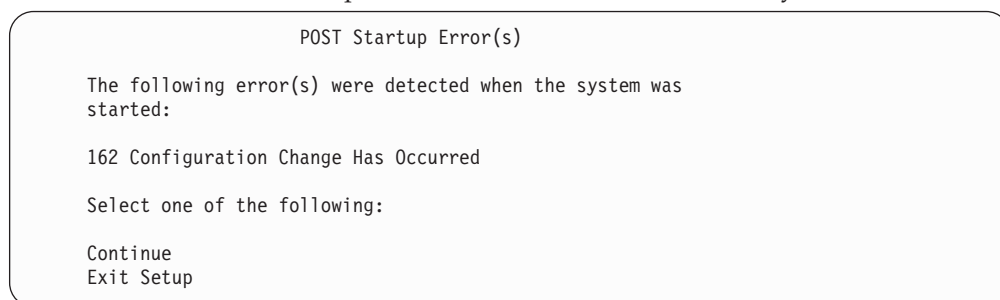 POST Startup Error(s)
The following error(s) were detected when the system was
started:
162 Configuration Change Has Occurred
Select one of the following:
Continue
Exit Setup